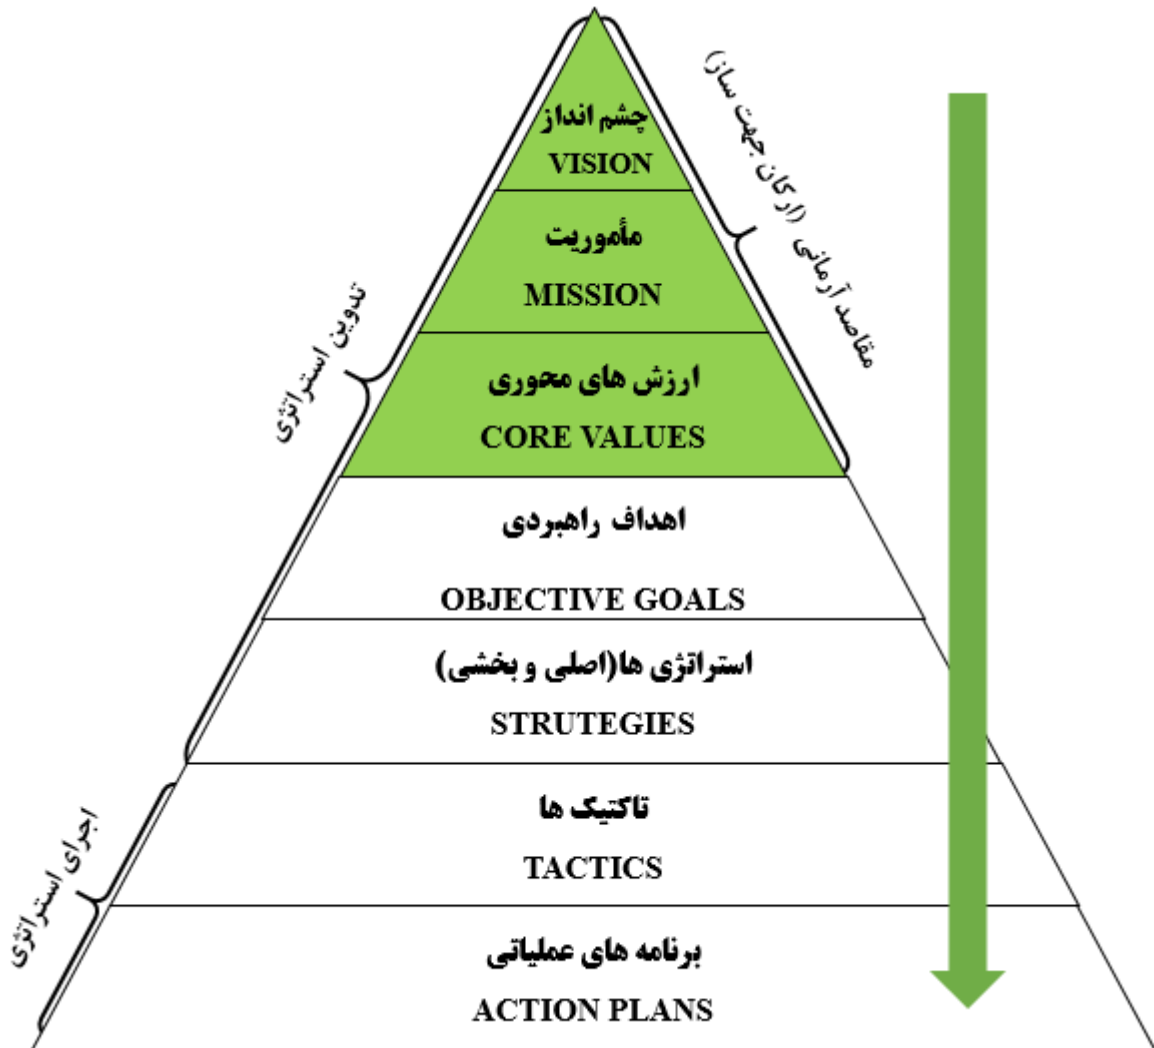 چشم انداز
VISION
مأموریت
MISSION
ارزش های محوری
CORE VALUES
اهداف راهبردی
OBJECTIVE GOALS
استراتژی ها(اصلی و بخشی)
STRUTEGIES
تاکتیک ها
TACTICS
برنامه های عملیاتی
ACTION PLANS
مقاصد آرمانی (ارکان جهت ساز)
تدوین استراتژی
اجرای استراتژی